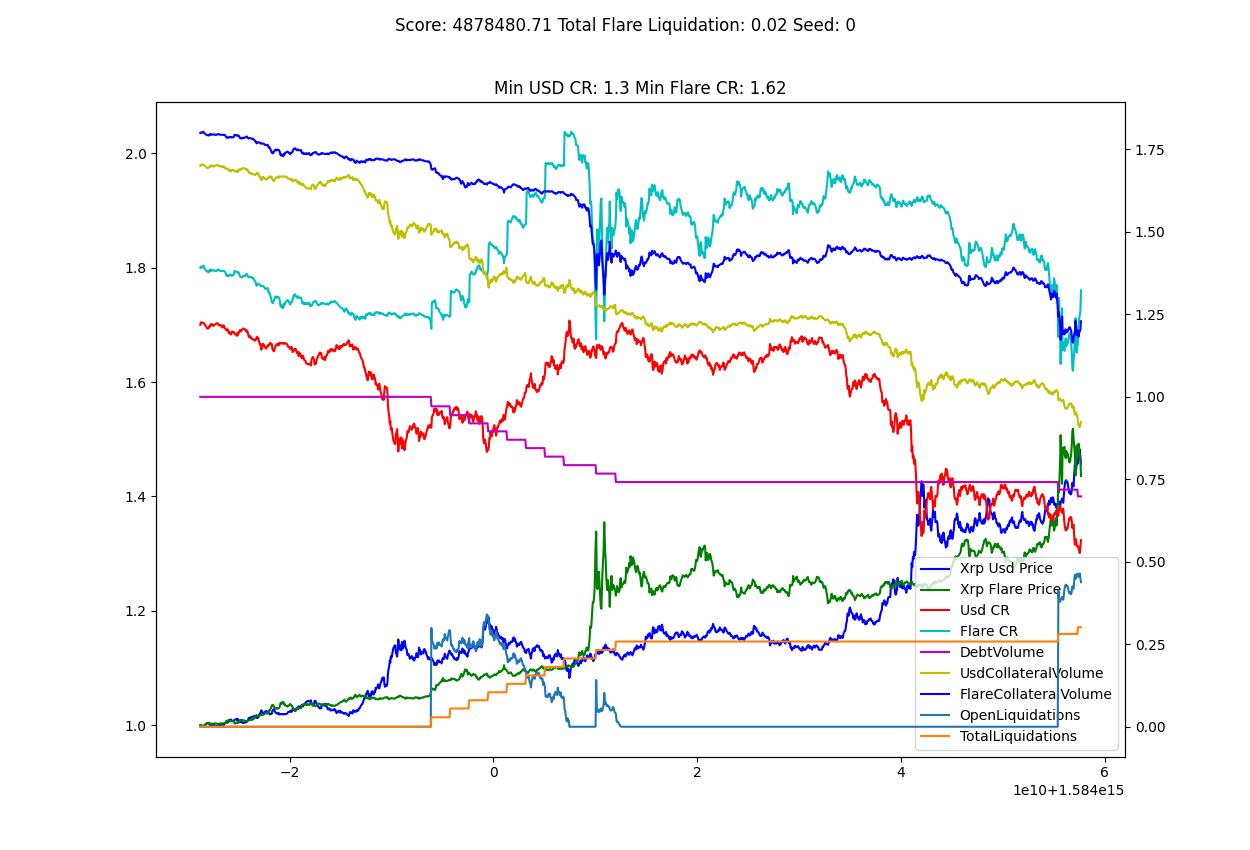 Score: 4878480.71 Total Flare Liquidation: 0.02 Seed: 0
Min USD CR: 1.3 Min Flare CR: 1.62
2.0
1.8
1.6
1.4
1.2
1.0
1.75
1.50
1.25
1.00
0.75
0.50
0.25
0.00
Xrp Usd Price
Xrp Flare Price
Usd CR
Flare CR
DebtVolume
UsdCollateralVolume
FlareCollateralVolume
OpenLiquidations
TotalLiquidations
−2 0 2 4 6
1e10+1.584e15